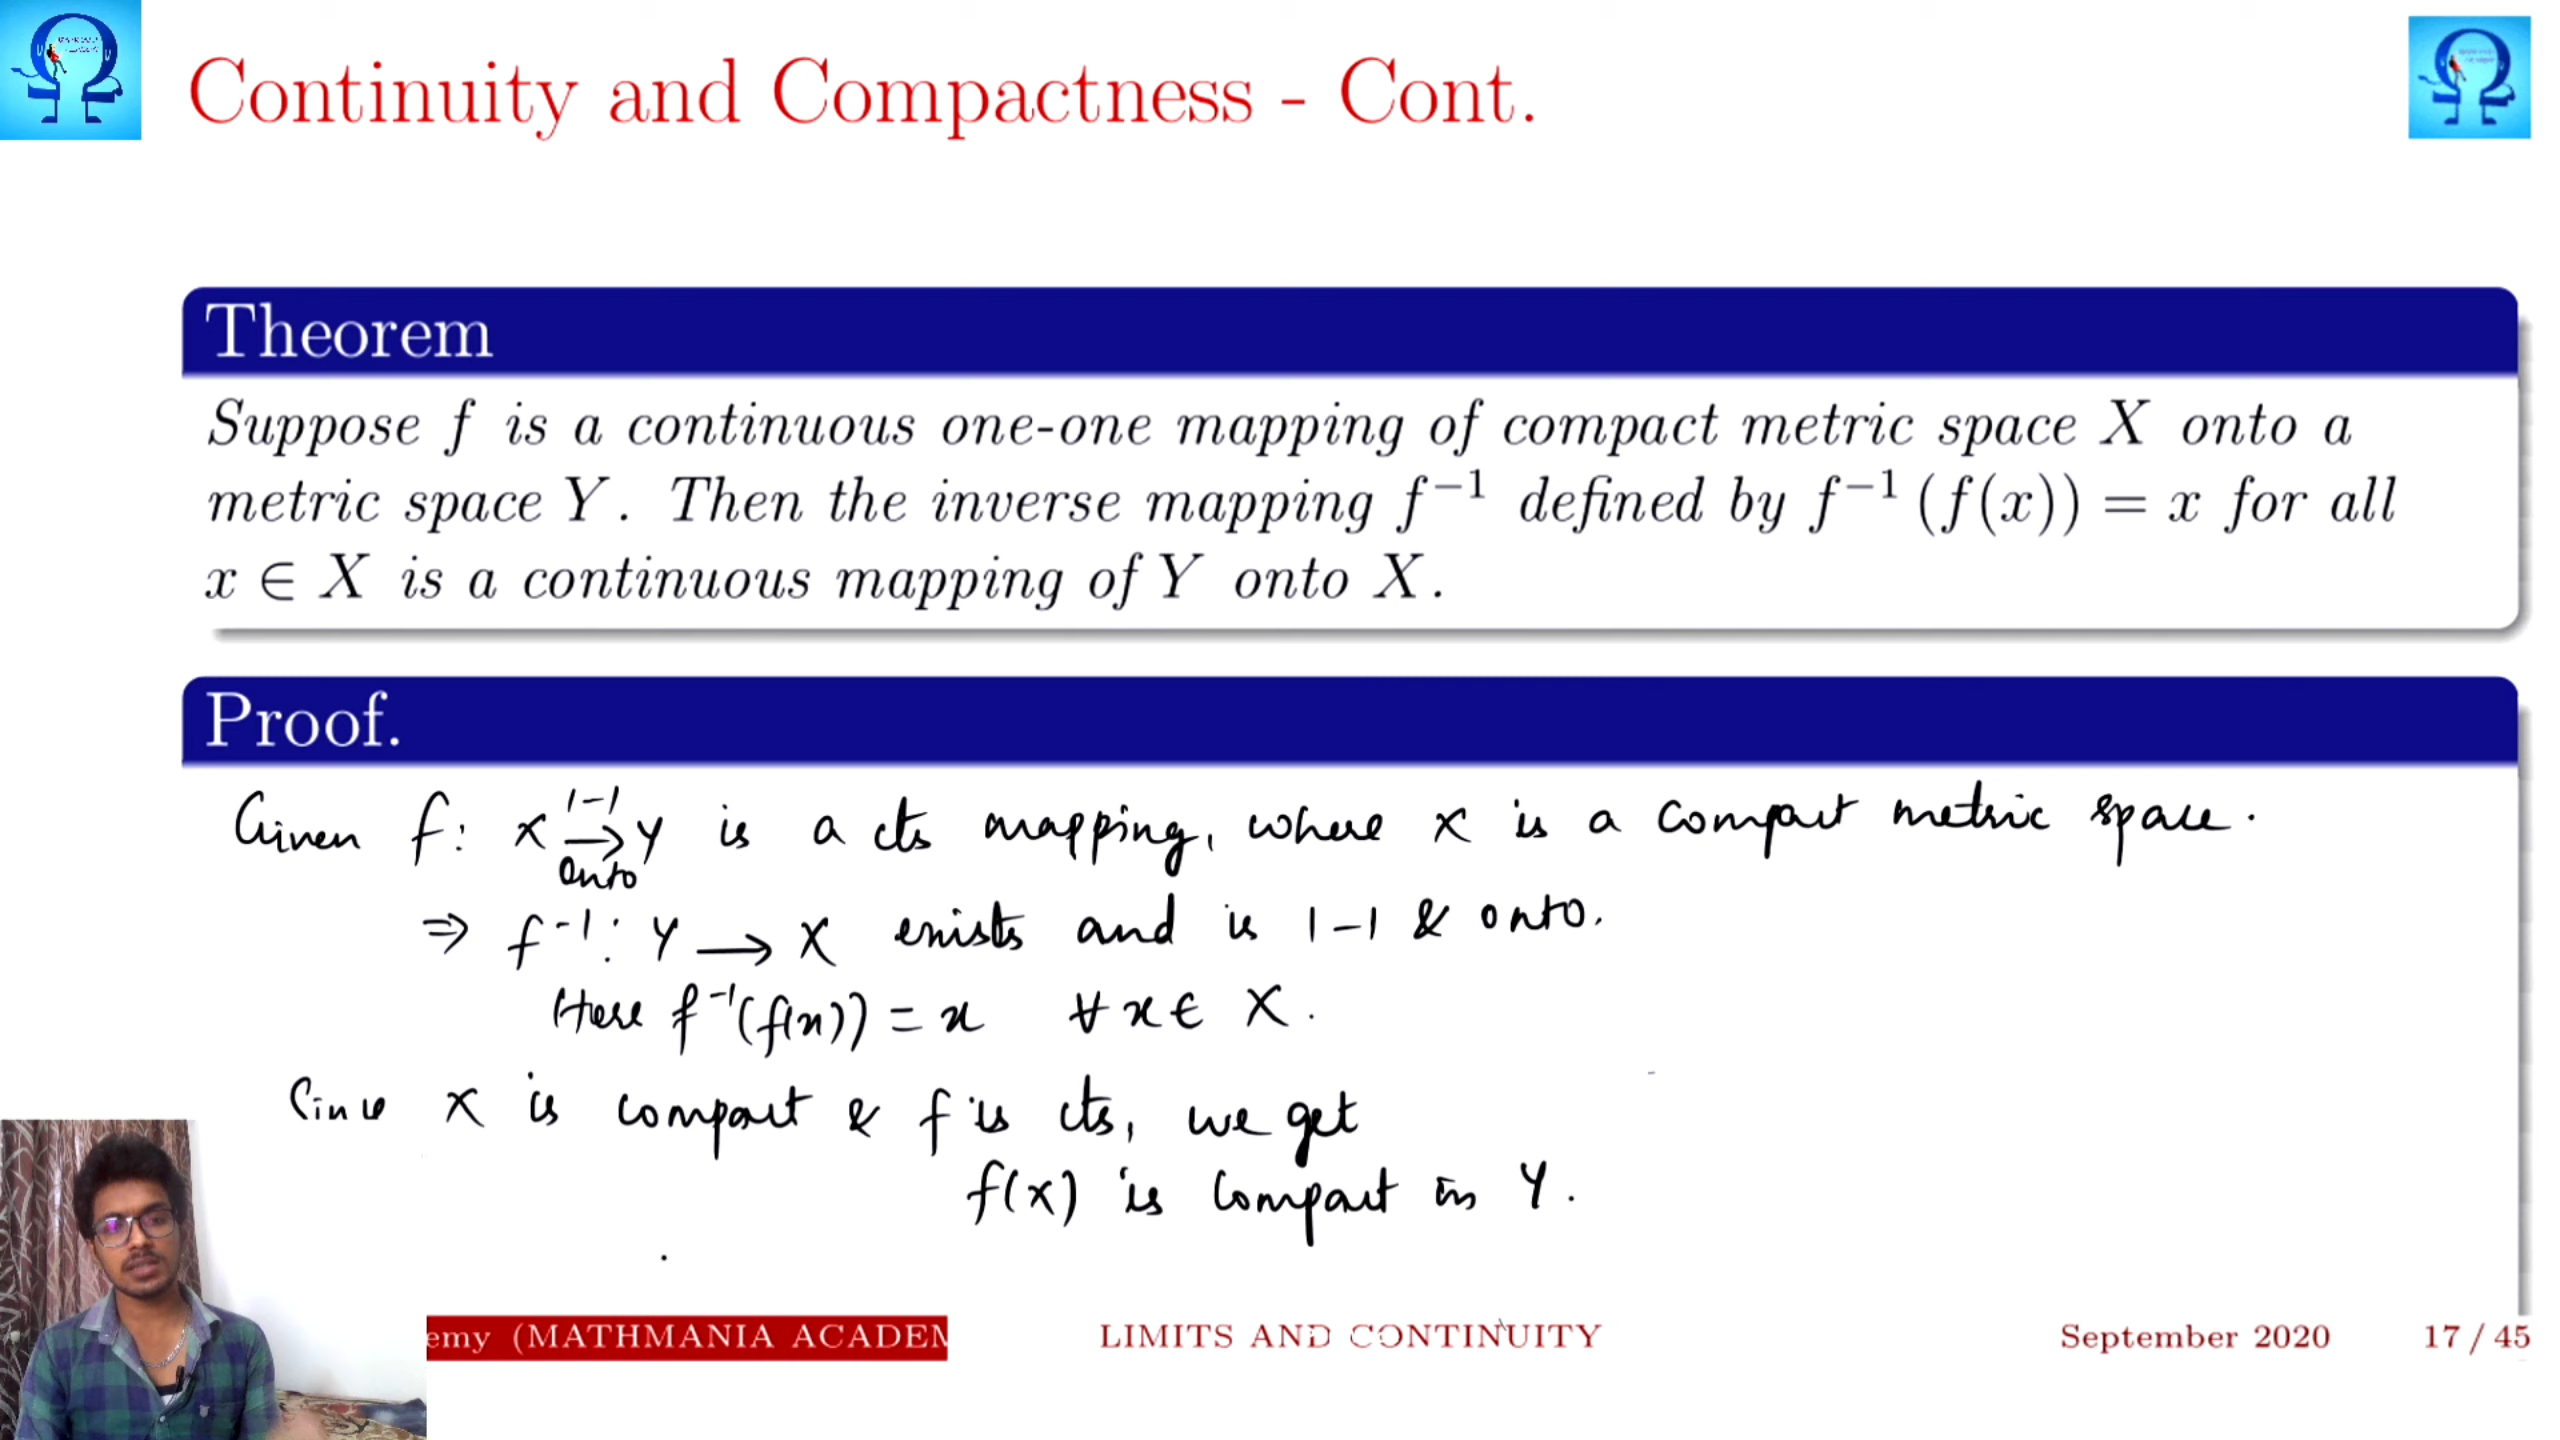 Continuity and Compactness - Cont.
Theorem
Suppose f is a continuous one-one mapping of compact metric space X onto a
metric space Y. Then the inverse mapping f⁻¹ defined by f⁻¹(f(x)) = x for all
x ∈ X is a continuous mapping of Y onto X.
Proof.
Given f: X 1-1 → onto Y is a cts mapping, where X is a compact metric space.
⇒ f⁻¹: Y → X exists and is 1-1 & onto.
Here f⁻¹(f(x)) = x ∀ x ∈ X.
Since X is compact & f is cts, we get
f(X) is compact in Y.
emy (MATHMANIA ACADEM LIMITS AND CONTINUITY September 2020 17 / 45